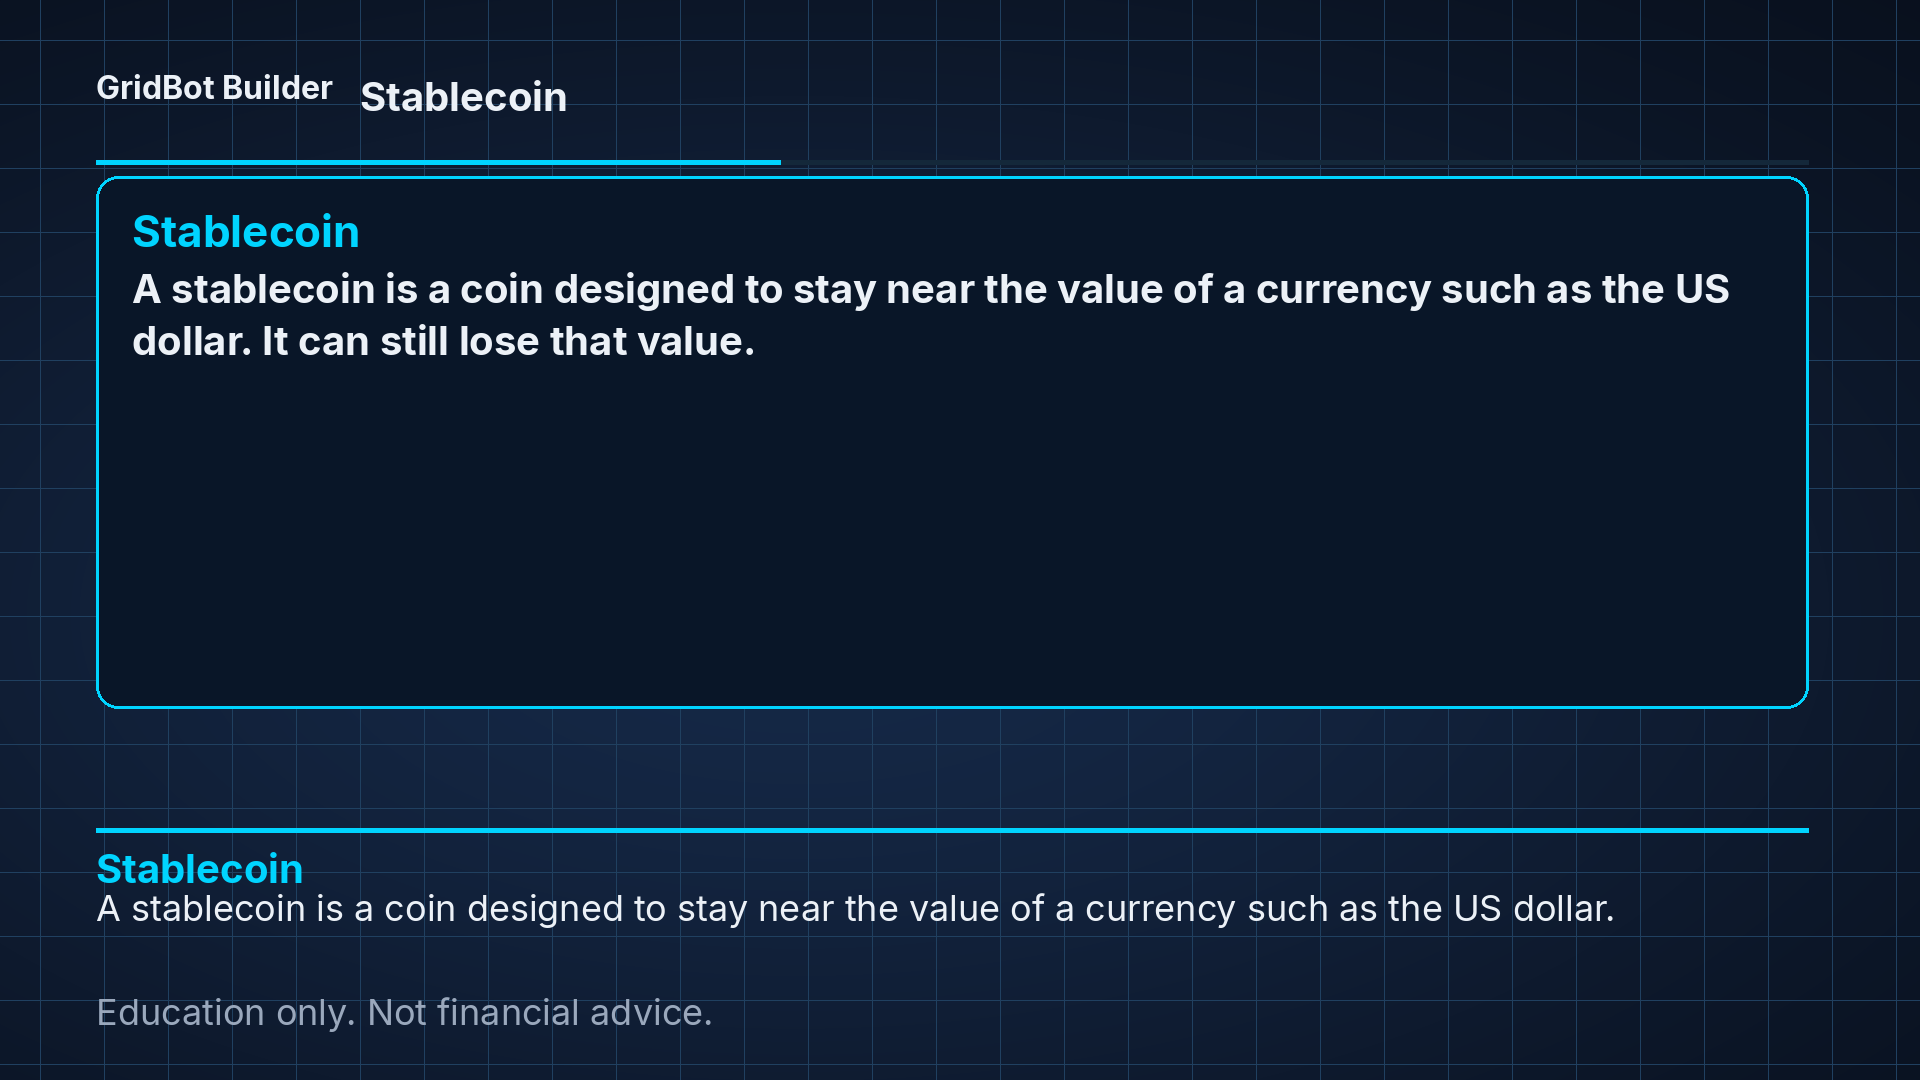 GridBot Builder Stablecoin
Stablecoin
A stablecoin is a coin designed to stay near the value of a currency such as the US
dollar. It can still lose that value.
Stablecoin
A stablecoin is a coin designed to stay near the value of a currency such as the US dollar.
Education only. Not financial advice.